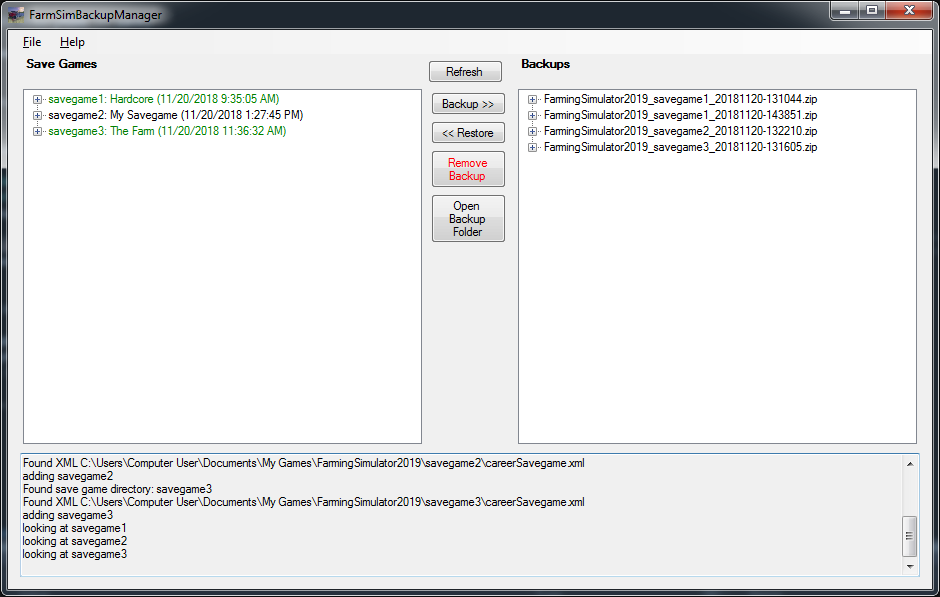 FarmSimBackupManager
File Help
Save Games
Refresh
Backups
savegame1: Hardcore (11/20/2018 9:35:05 AM)
savegame2: My Savegame (11/20/2018 1:27:45 PM)
savegame3: The Farm (11/20/2018 11:36:32 AM)
Backup >>
<< Restore
Remove
Backup
Open
Backup
Folder
FarmingSimulator2019_savegame1_20181120-131044.zip
FarmingSimulator2019_savegame1_20181120-143851.zip
FarmingSimulator2019_savegame2_20181120-132210.zip
FarmingSimulator2019_savegame3_20181120-131605.zip
Found XML C:\Users\Computer User\Documents\My Games\FarmingSimulator2019\savegame2\careerSavegame.xml
adding savegame2
Found save game directory: savegame3
Found XML C:\Users\Computer User\Documents\My Games\FarmingSimulator2019\savegame3\careerSavegame.xml
adding savegame3
looking at savegame1
looking at savegame2
looking at savegame3